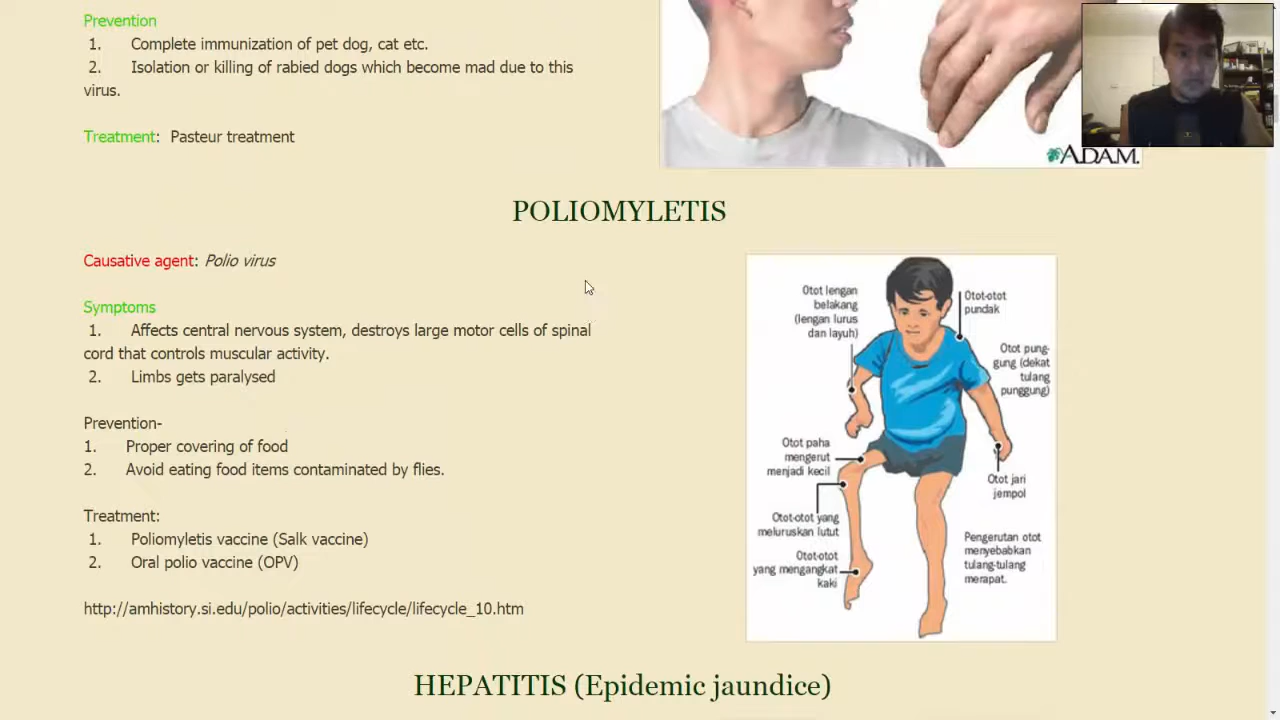 Prevention
1. Complete immunization of pet dog, cat etc.
2. Isolation or killing of rabied dogs which become mad due to this
virus.
Treatment: Pasteur treatment
ADAM.
POLIOMYLETIS
Causative agent: Polio virus
Symptoms
1. Affects central nervous system, destroys large motor cells of spinal
cord that controls muscular activity.
2. Limbs gets paralysed
Prevention-
1. Proper covering of food
2. Avoid eating food items contaminated by flies.
Treatment:
1. Poliomyletis vaccine (Salk vaccine)
2. Oral polio vaccine (OPV)
http://amhistory.si.edu/polio/activities/lifecycle/lifecycle_10.htm
Otot lengan
belakang
(lengan lurus
dan layuh)
Otot-otot
pundak
Otot pung-
gung (dekat
tulang
punggung)
Otot paha
mengerut
menjadi kecil
Otot jari
jempol
Otot-otot yang
meluruskan lutut
Otot-otot
yang mengangkat
kaki
Pengerutan otot
menyebabkan
tulang-tulang
merapat.
HEPATITIS (Epidemic jaundice)